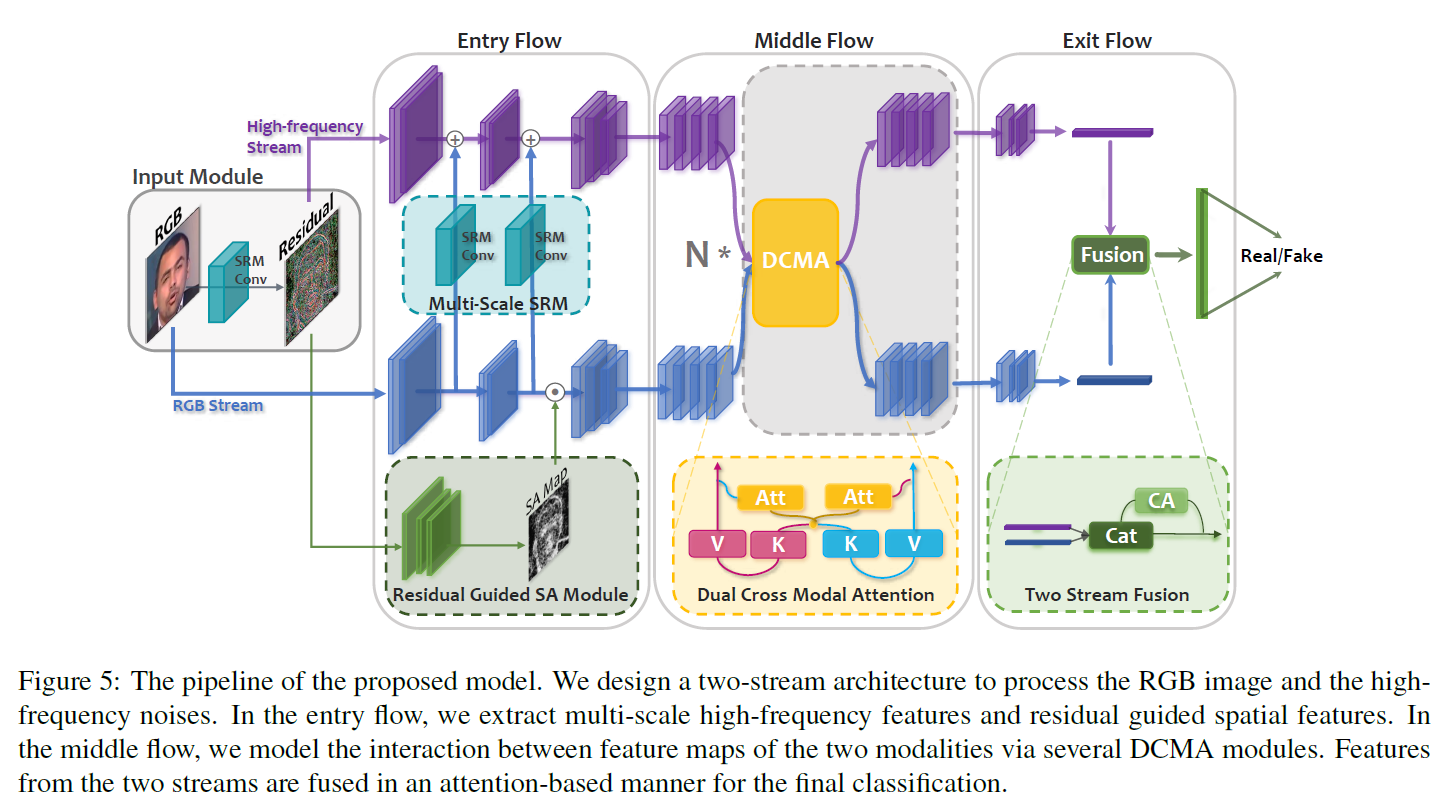 Entry Flow
Middle Flow
Exit Flow
High-frequency
Stream
Input Module
RGB
SRM
Conv
Residual
SRM
Conv
SRM
Conv
Multi-Scale SRM
RGB Stream
SA Map
Residual Guided SA Module
N *
DCMA
Att
Att
V
K
K
V
Dual Cross Modal Attention
Fusion
Real/Fake
CA
Cat
Two Stream Fusion
Figure 5: The pipeline of the proposed model. We design a two-stream architecture to process the RGB image and the high-
frequency noises. In the entry flow, we extract multi-scale high-frequency features and residual guided spatial features. In
the middle flow, we model the interaction between feature maps of the two modalities via several DCMA modules. Features
from the two streams are fused in an attention-based manner for the final classification.